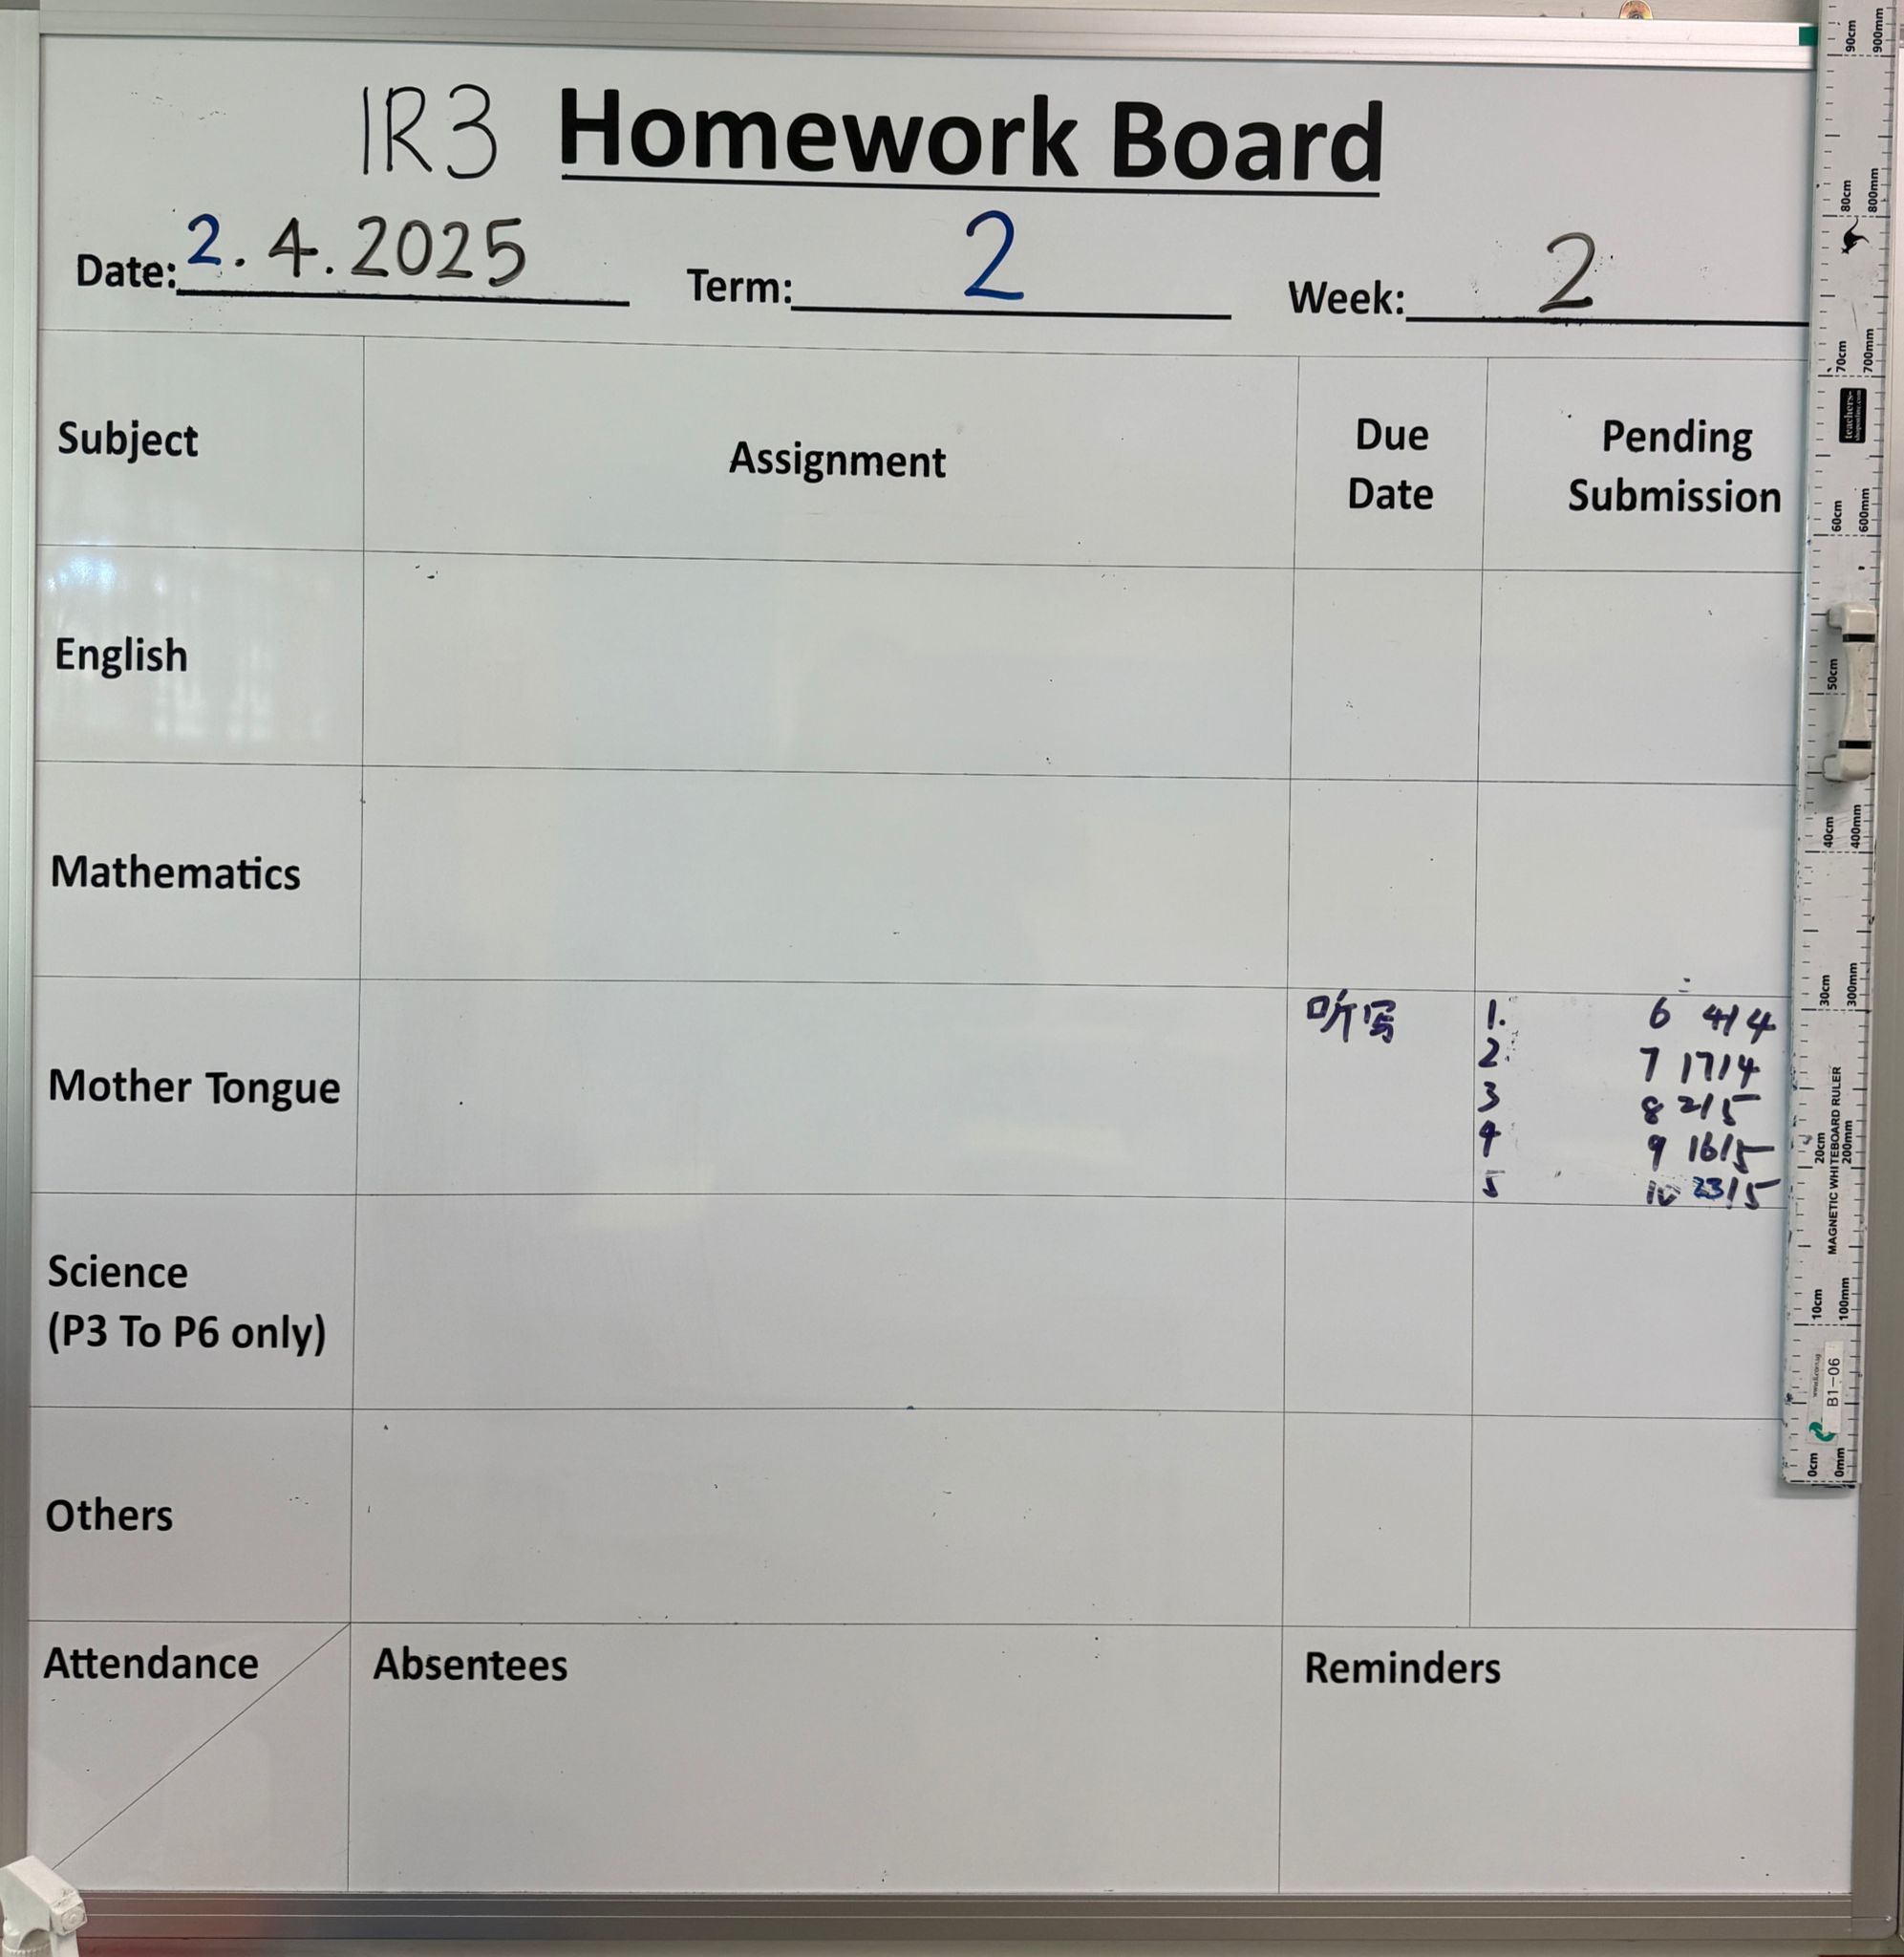 1R3 Homework Board
Date: 2.4.2025 Term: 2 Week: 2
Subject Assignment Due Date Pending Submission
English
Mathematics
Mother Tongue
听写
1. 6 4/4
2. 7 17/4
3 8 2/5
4 9 16/5
5 10 23/5
Science
(P3 To P6 only)
Others
Attendance Absentees Reminders
0cm 10cm 20cm 30cm 40cm 50cm 60cm 70cm 80cm 90cm
0mm 100mm 200mm 300mm 400mm 600mm 700mm 800mm 900mm
MAGNETIC WHITEBOARD RULER
B1-06
teachers-